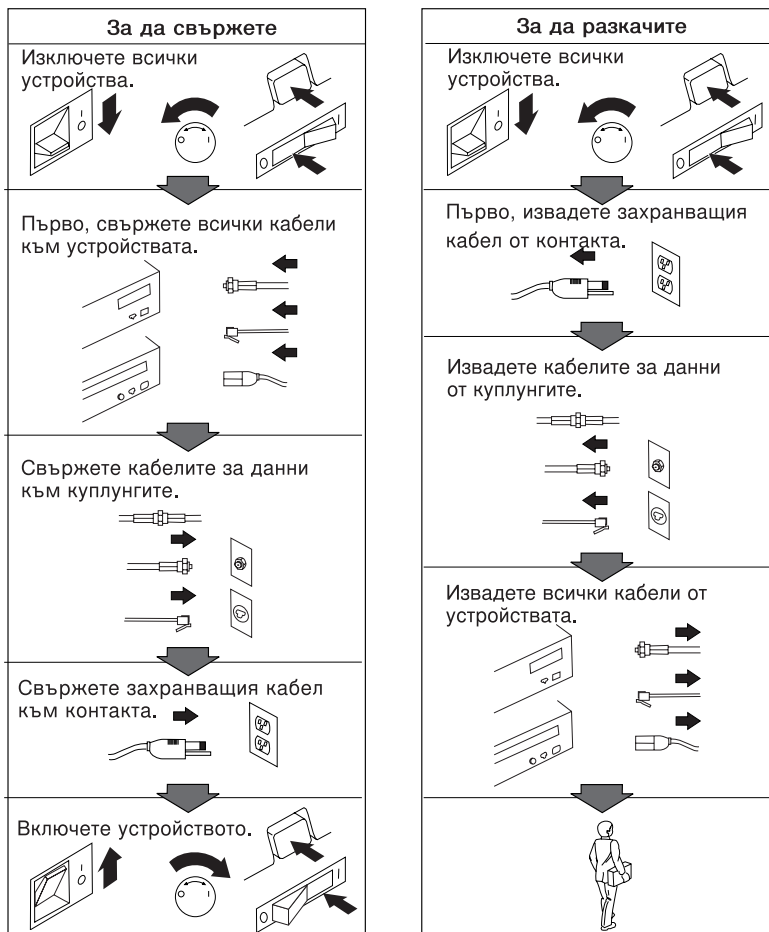 За да свържете
Изключете всички
устройства.
Първо, свържете всички кабели
към устройствата.
Свържете кабелите за данни
към куплунгите.
Свържете захранващия кабел
към контакта.
Включете устройството.
За да разкачите
Изключете всички
устройства.
Първо, извадете захранващия
кабел от контакта.
Извадете кабелите за данни
от куплунгите.
Извадете всички кабели от
устройствата.